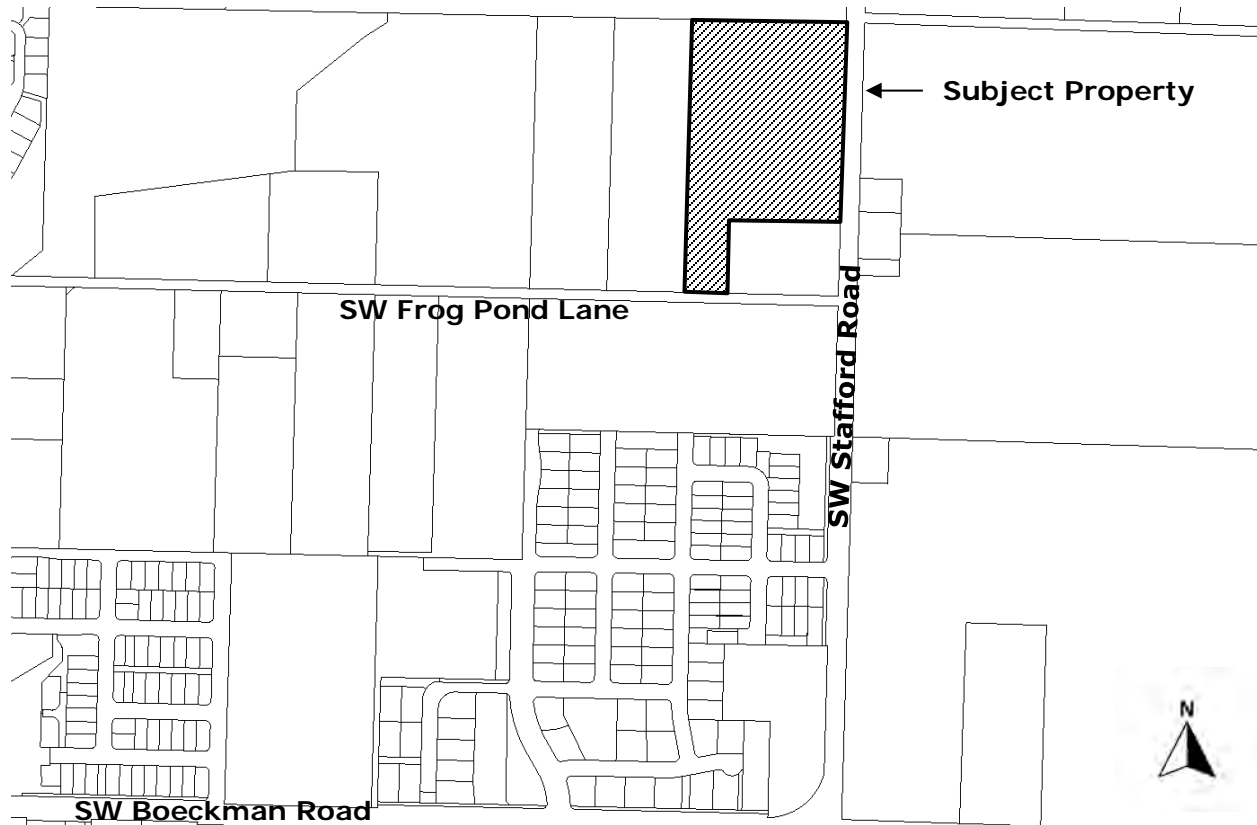 Subject Property
SW Frog Pond Lane
SW Stafford Road
N
SW Boeckman Road